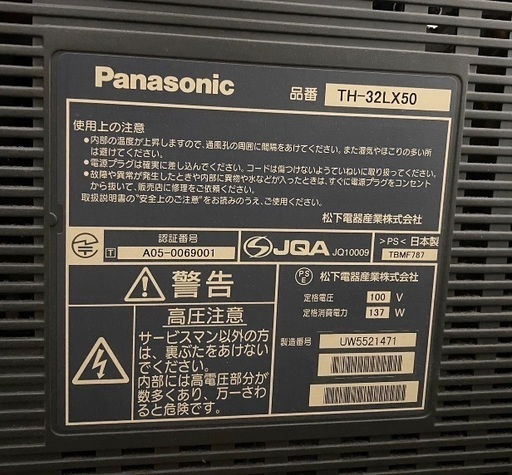 Panasonic
品番 TH-32LX50
使用上の注意
●内部の温度が上昇しますので、通風孔の周囲に間隔をあけてください。また湿気やほこりの多い所は避けてください。
●電源プラグは確実に差し込んでください。コードは傷つけないようていねいに取り扱ってください。
●故障や異常が発生したときや内部に異物や水などが入ったときは、すぐに電源プラグをコンセントから抜いて、販売店に修理をご依頼ください。
取扱説明書の"安全上のご注意"をお読みのうえ、ご使用ください。
松下電器産業株式会社
認証番号
T A05-0069001
JQA JQ10009
>PS< 日本製
TBMF787
警告
高圧注意
サービスマン以外の方
は、裏ぶたをあけない
でください。
内部には高電圧部分が
数多くあり、万一さわ
ると危険です。
PSE 松下電器産業株式会社
定格電圧 100 V
定格消費電力 137 W
製造番号 UW5521471